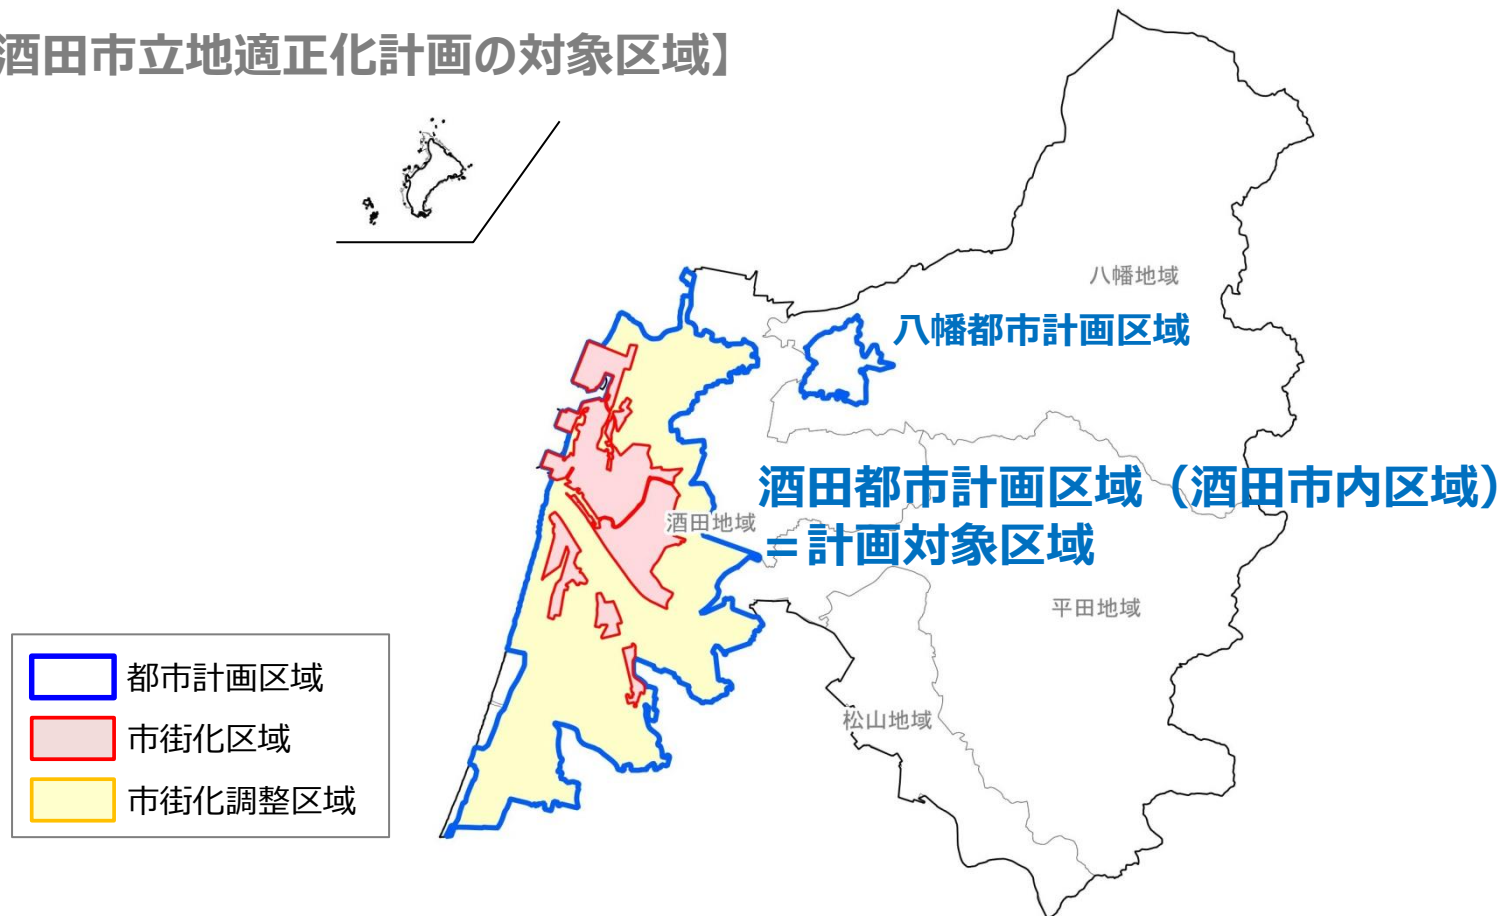 酒田市立地適正化計画の対象区域】
八幡地域
八幡都市計画区域
酒田都市計画区域（酒田市内区域）
＝計画対象区域
酒田地域
平田地域
松山地域
都市計画区域
市街化区域
市街化調整区域